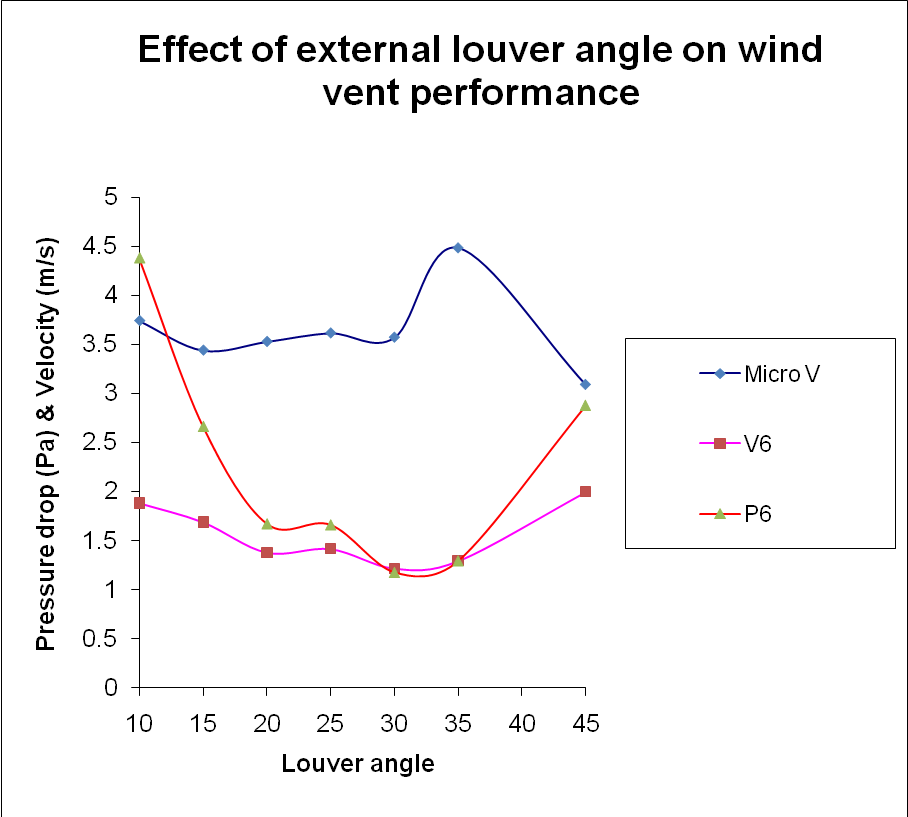 Effect of external louver angle on wind
vent performance
Pressure drop (Pa) & Velocity (m/s)
5
4.5
4
3.5
3
2.5
2
1.5
1
0.5
0
10 15 20 25 30 35 40 45
Louver angle
Micro V
V6
P6